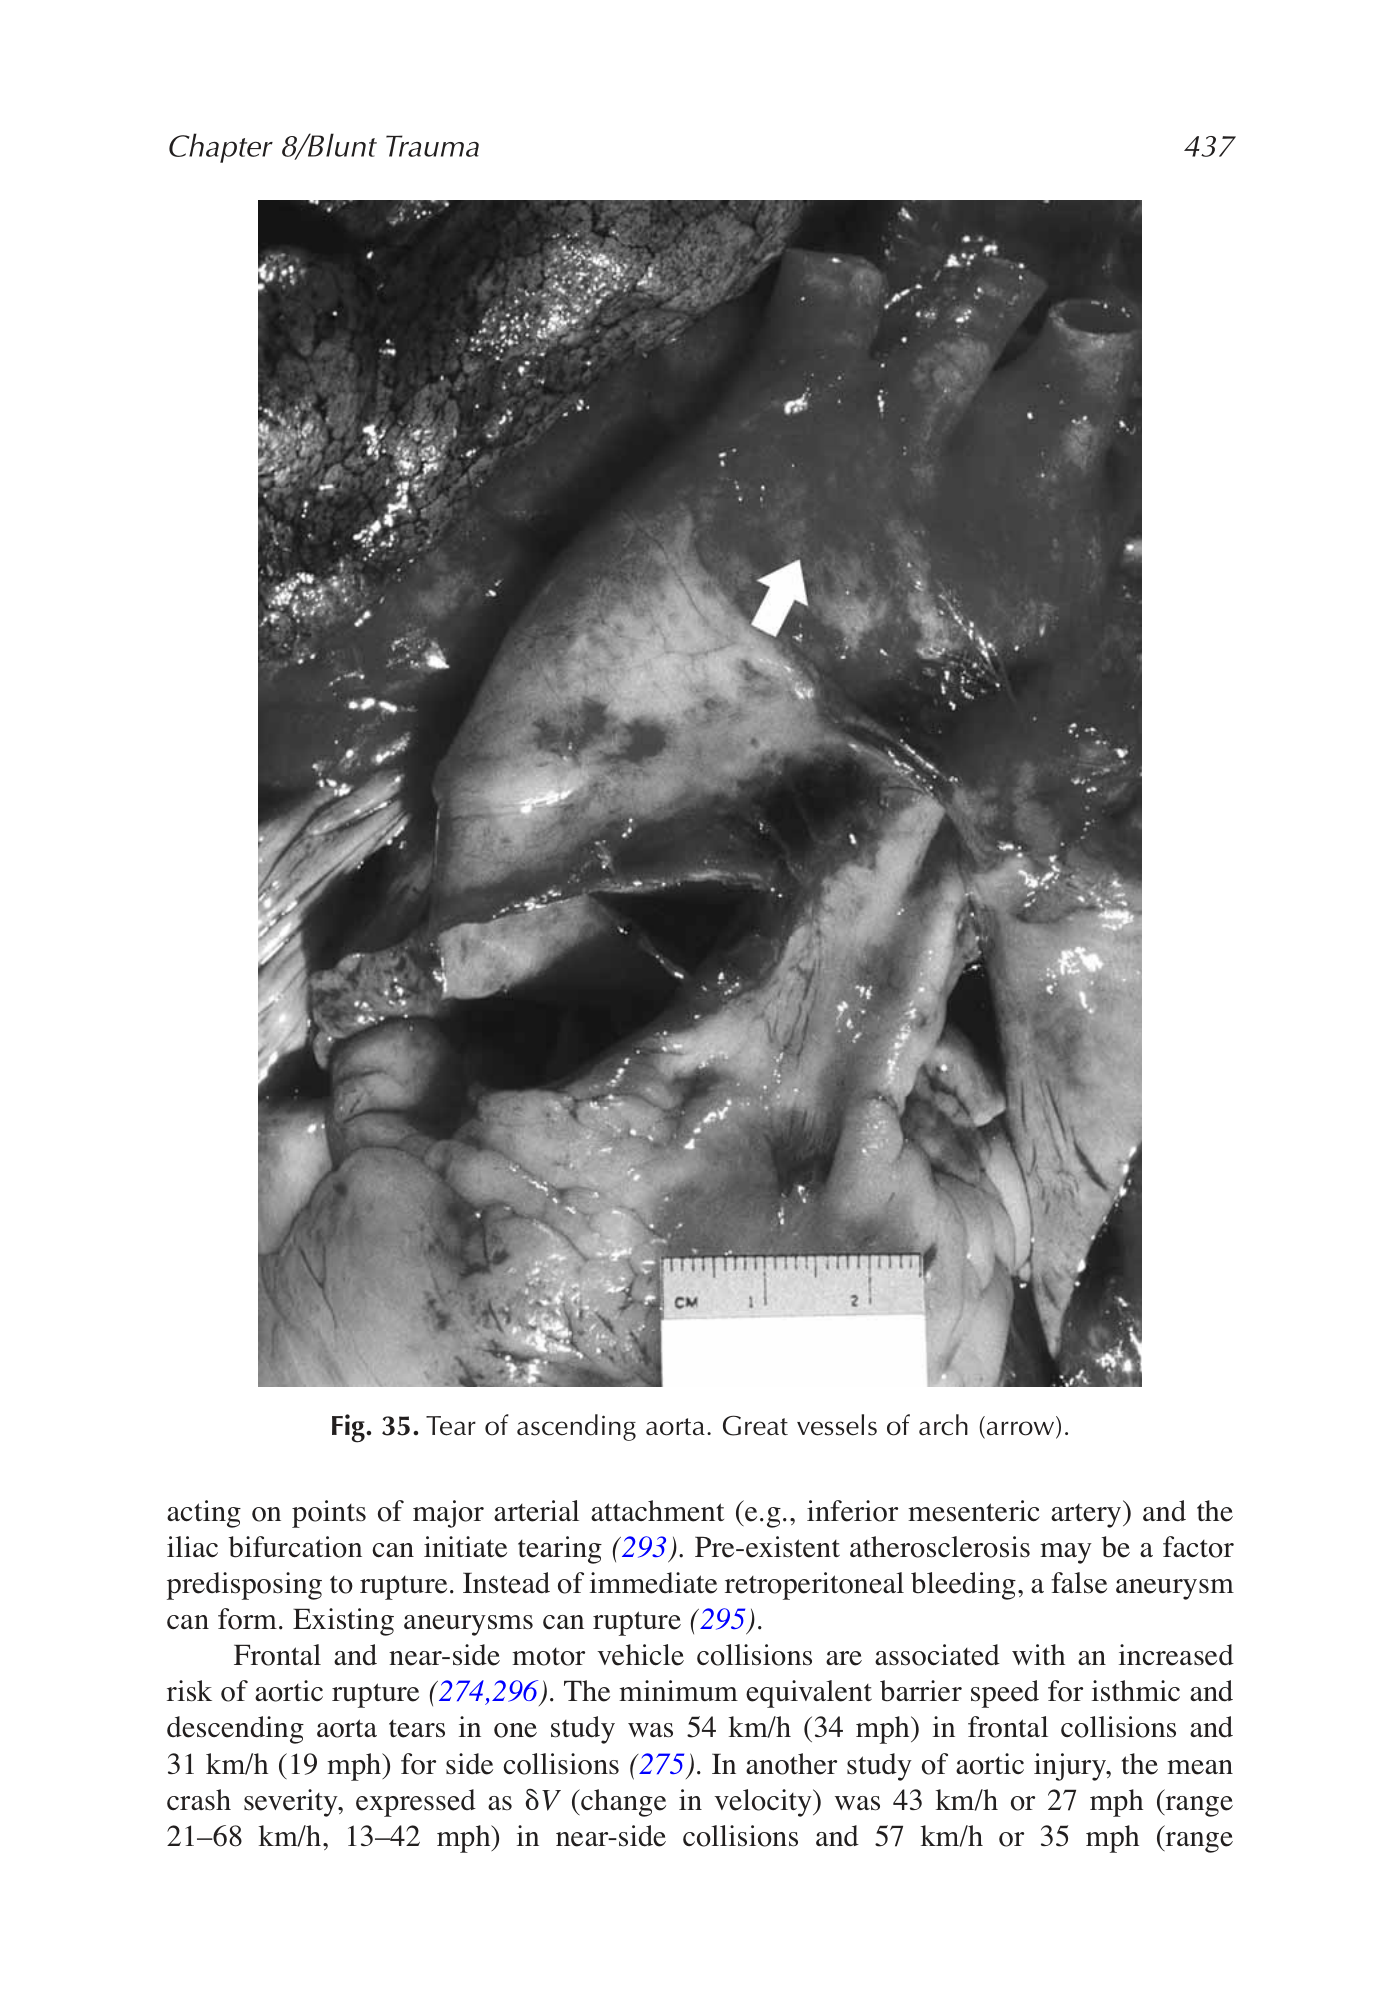 Chapter 8/Blunt Trauma 437
CM 1 2
Fig. 35. Tear of ascending aorta. Great vessels of arch (arrow).
acting on points of major arterial attachment (e.g., inferior mesenteric artery) and the
iliac bifurcation can initiate tearing (293). Pre-existent atherosclerosis may be a factor
predisposing to rupture. Instead of immediate retroperitoneal bleeding, a false aneurysm
can form. Existing aneurysms can rupture (295).
Frontal and near-side motor vehicle collisions are associated with an increased
risk of aortic rupture (274,296). The minimum equivalent barrier speed for isthmic and
descending aorta tears in one study was 54 km/h (34 mph) in frontal collisions and
31 km/h (19 mph) for side collisions (275). In another study of aortic injury, the mean
crash severity, expressed as δV (change in velocity) was 43 km/h or 27 mph (range
21–68 km/h, 13–42 mph) in near-side collisions and 57 km/h or 35 mph (range